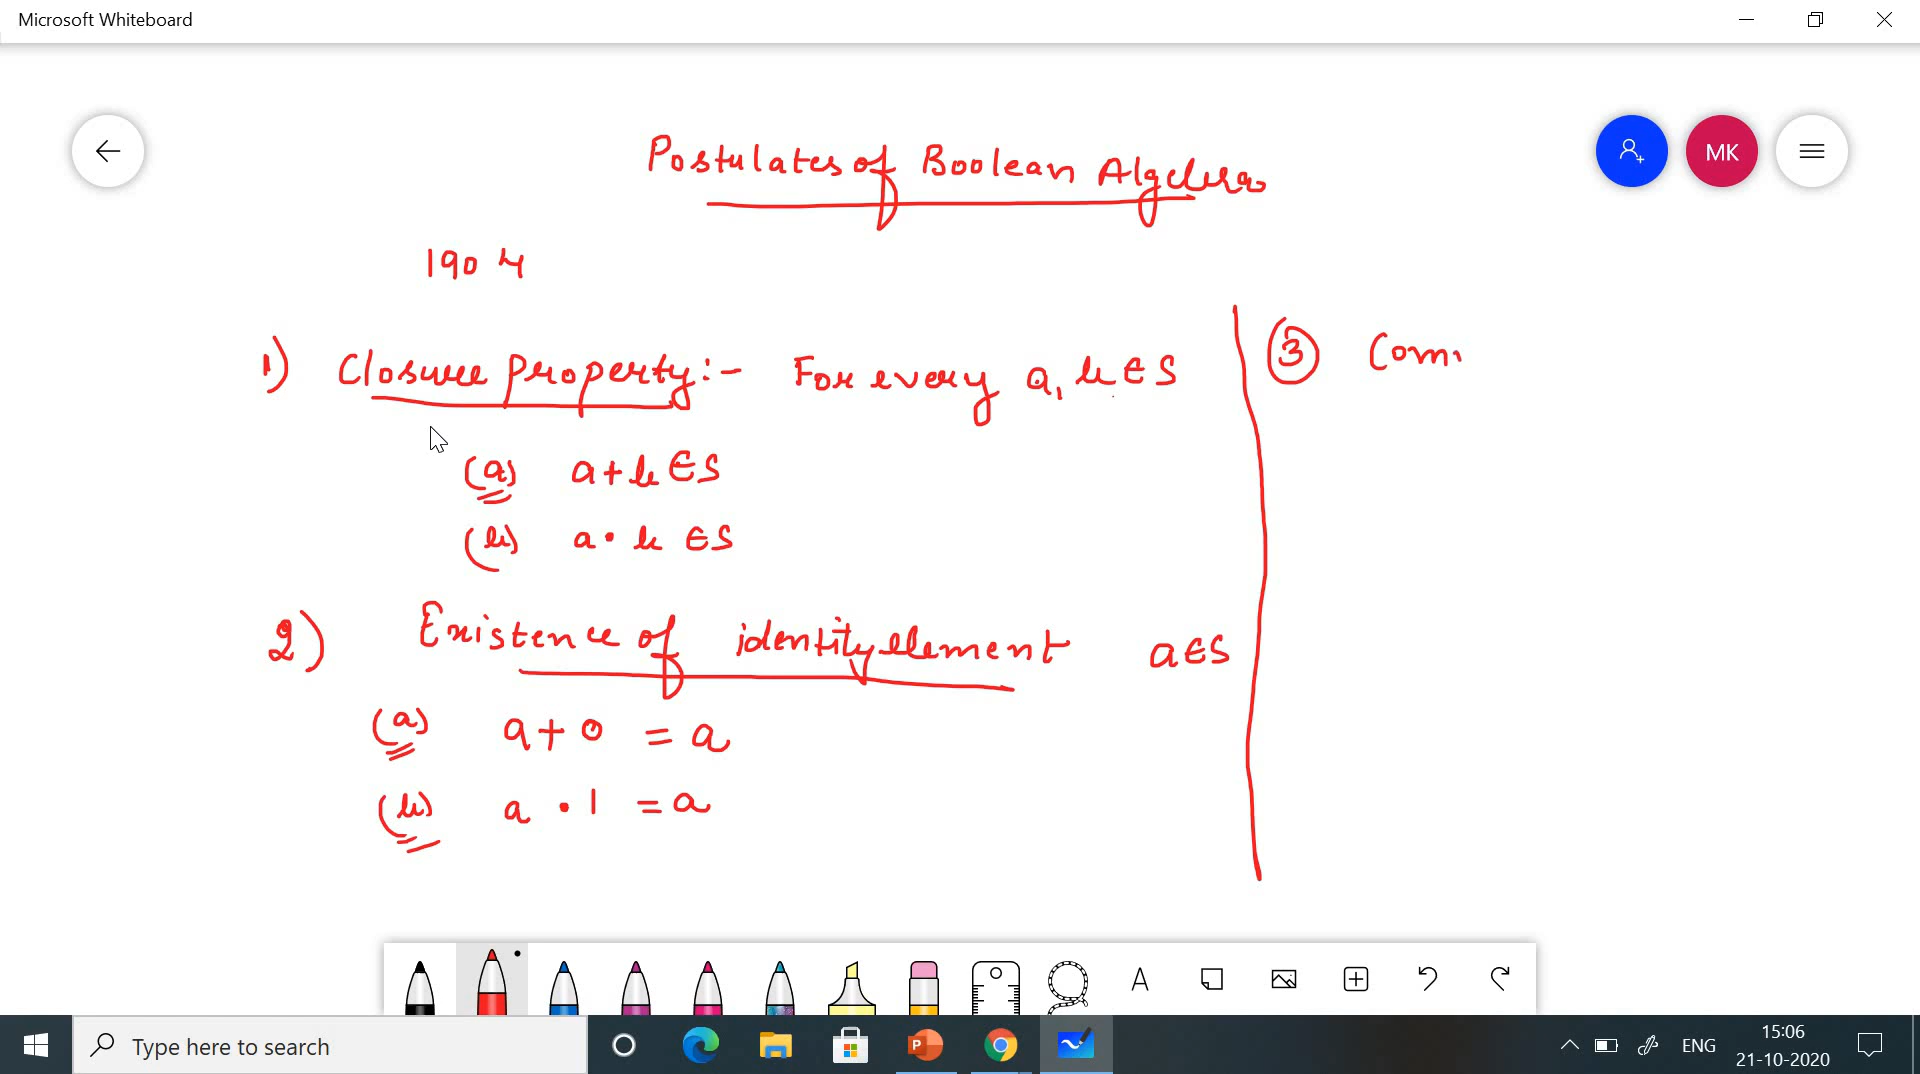 Microsoft Whiteboard
MK
Postulates of Boolean Algebra
1904
1) Closure Property:- For every a, b ∈ S
(a) a + b ∈ S
(b) a · b ∈ S
2) Existence of identity element a ∈ S
(a) a + 0 = a
(b) a · 1 = a
3 Com
A
Type here to search
ENG
15:06
21-10-2020